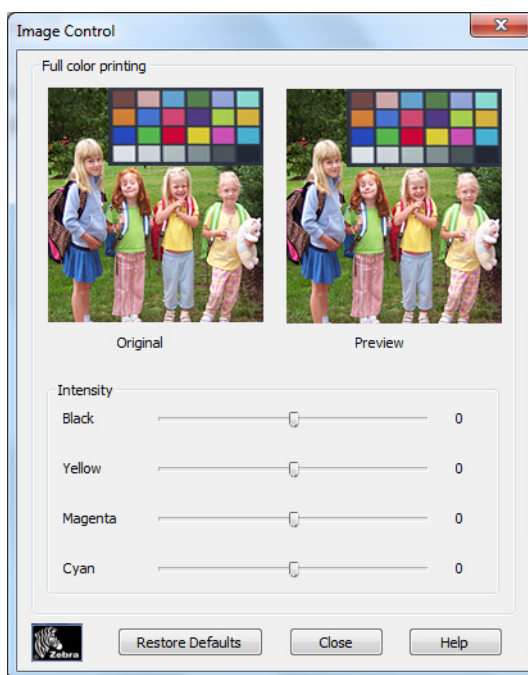 Image Control
Full color printing
Original
Preview
Intensity
Black 0
Yellow 0
Magenta 0
Cyan 0
Zebra
Restore Defaults
Close
Help